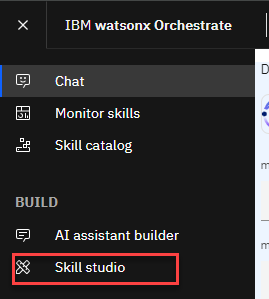 IBM watsonx Orchestrate
Chat
Monitor skills
Skill catalog
BUILD
AI assistant builder
Skill studio